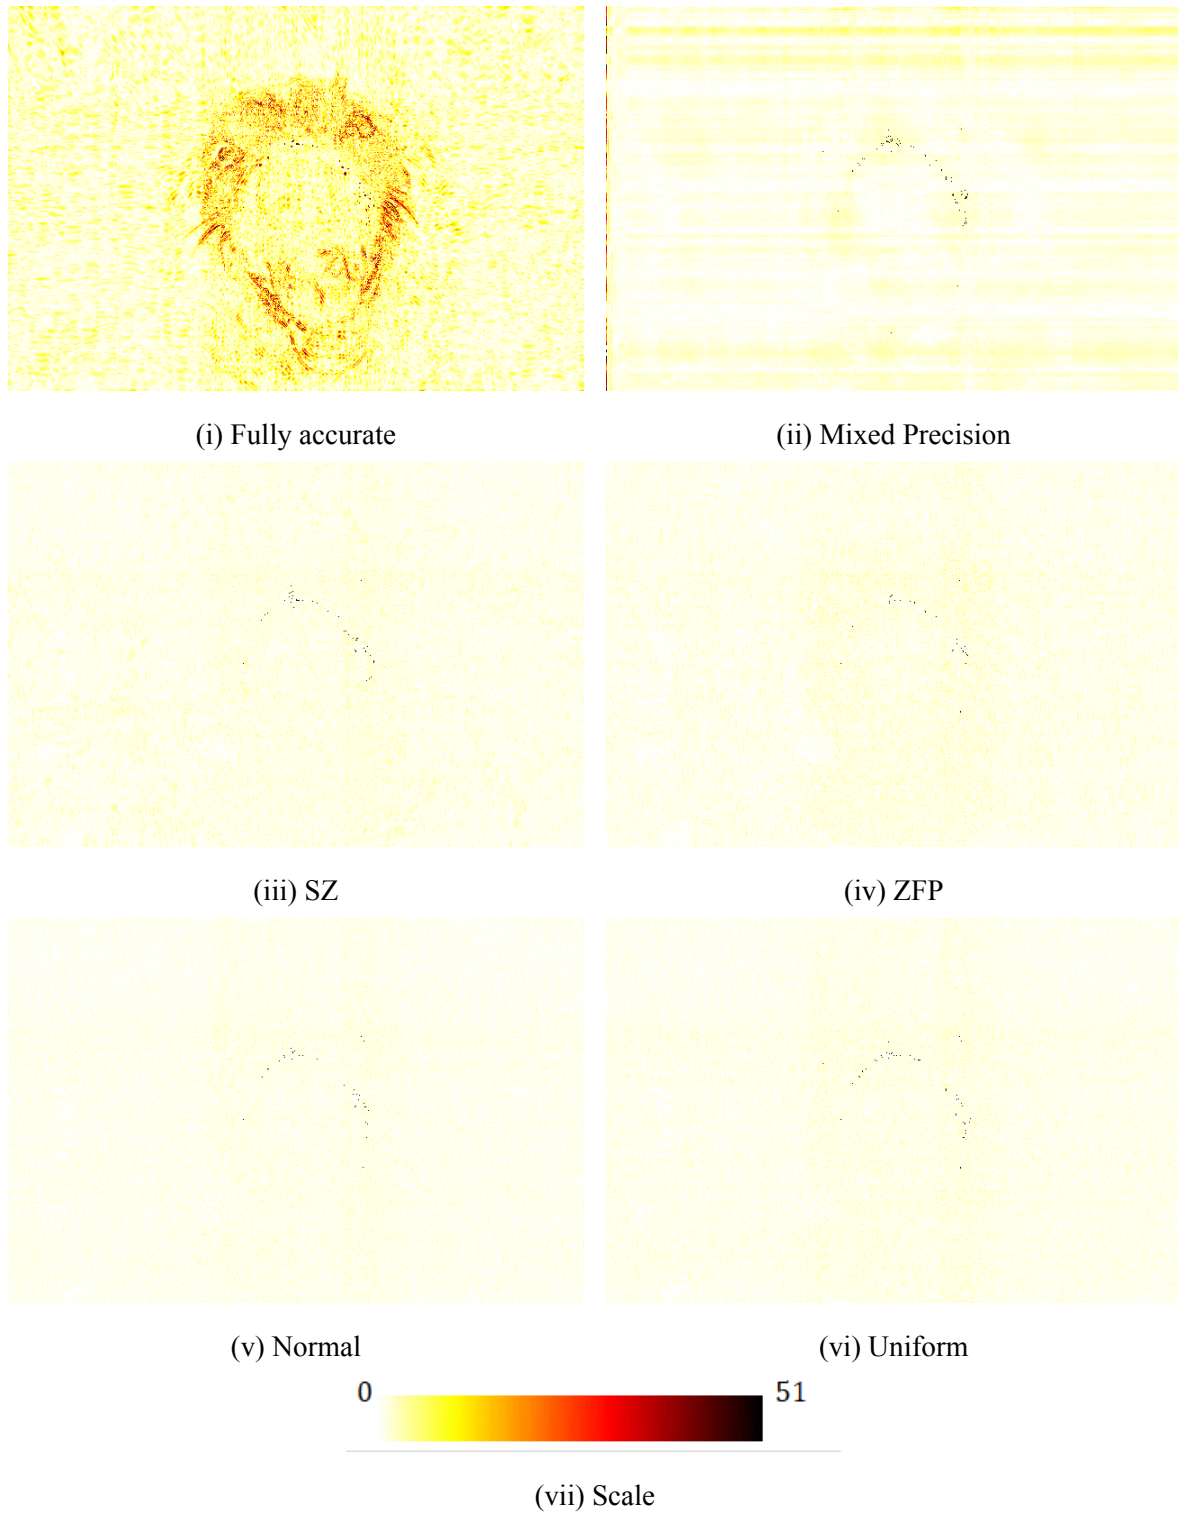 (i) Fully accurate
(ii) Mixed Precision
(iii) SZ
(iv) ZFP
(v) Normal
(vi) Uniform
0 51
(vii) Scale